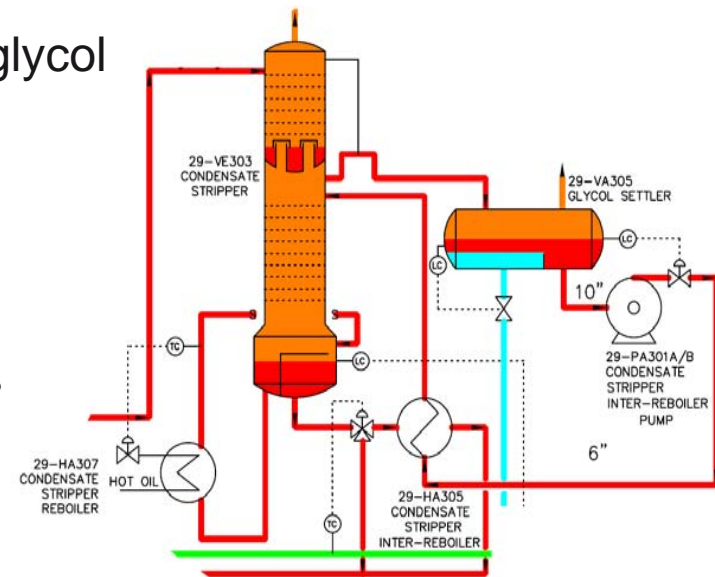 glycol
29-VE303
CONDENSATE
STRIPPER
29-VA305
GLYCOL SETTLER
LC
LC
10"
29-PA301A/B
CONDENSATE
STRIPPER
INTER-REBOILER
PUMP
TC
LC
6"
29-HA307
CONDENSATE
STRIPPER
REBOILER
HOT OIL
29-HA305
CONDENSATE
STRIPPER
INTER-REBOILER
TC